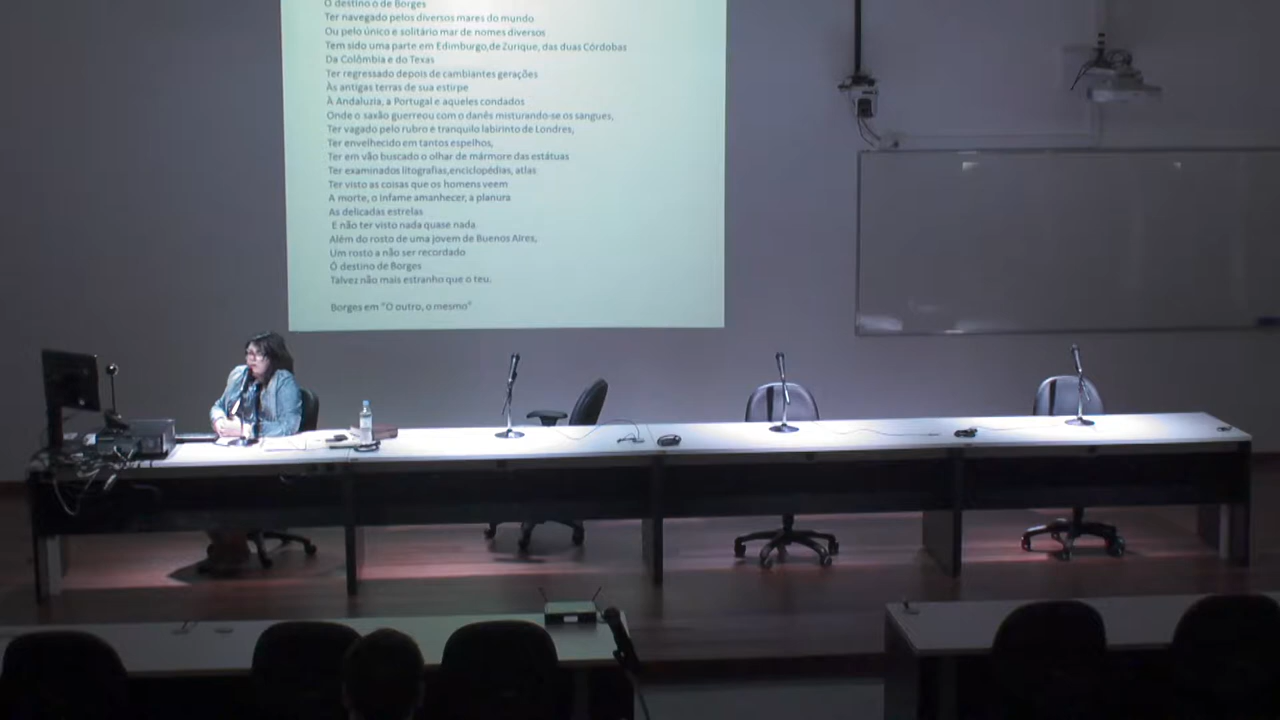 O destino o de Borges
Ter navegado pelos diversos mares do mundo
Ou pelo único e solitário mar de nomes diversos
Tem sido uma parte em Edimburgo,de Zurique, das duas Córdobas
Da Colômbia e do Texas
Ter regressado depois de cambiantes gerações
Às antigas terras de sua estirpe
À Andaluzia, a Portugal e aqueles condados
Onde o saxão guerreou com o danês misturando-se os sangues,
Ter vagado pelo rubro e tranquilo labirinto de Londres,
Ter envelhecido em tantos espelhos,
Ter em vão buscado o olhar de mármore das estátuas
Ter examinados litografias,enciclopédias, atlas
Ter visto as coisas que os homens veem
A morte, o infame amanhecer, a planura
As delicadas estrelas
E não ter visto nada quase nada
Além do rosto de uma jovem de Buenos Aires,
Um rosto a não ser recordado
Ó destino de Borges
Talvez não mais estranho que o teu.
Borges em "O outro, o mesmo"